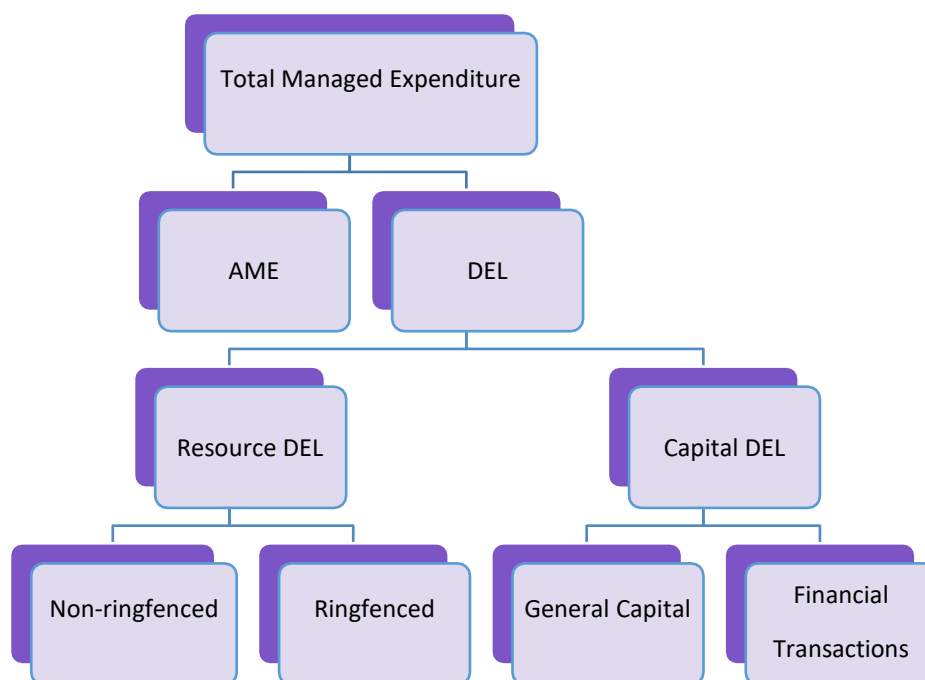 Total Managed Expenditure
AME
DEL
Resource DEL
Capital DEL
Non-ringfenced
Ringfenced
General Capital
Financial
Transactions